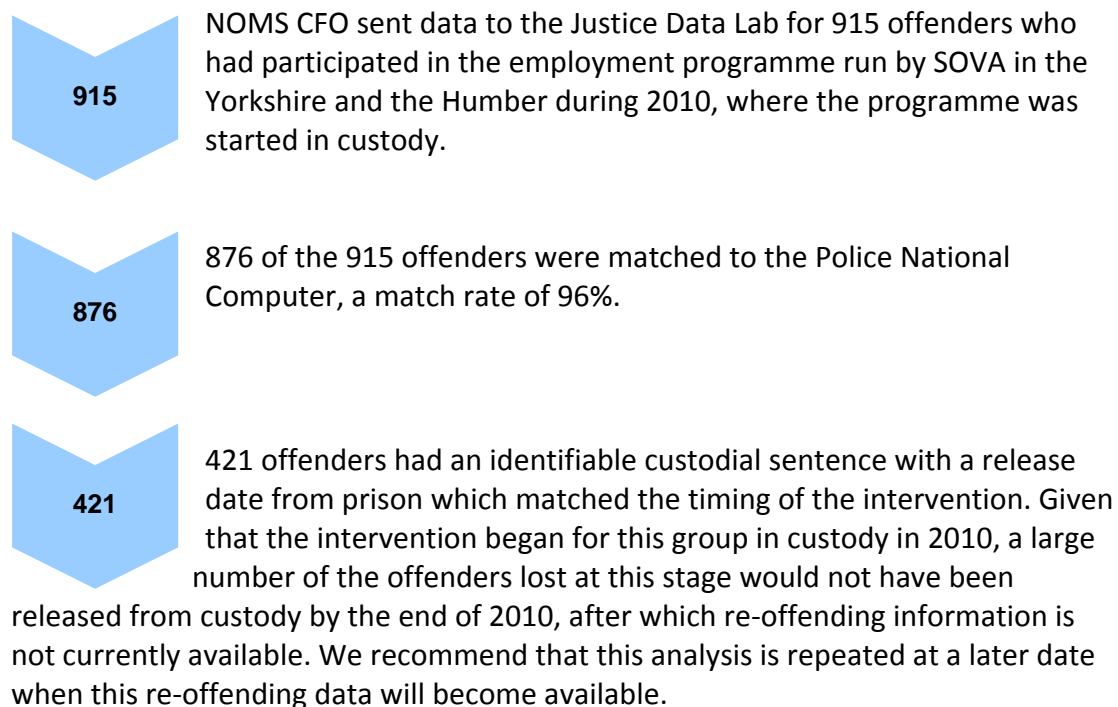 NOMS CFO sent data to the Justice Data Lab for 915 offenders who
had participated in the employment programme run by SOVA in the
915
Yorkshire and the Humber during 2010, where the programme was
started in custody.
876 of the 915 offenders were matched to the Police National
Computer, a match rate of 96%.
876
421 offenders had an identifiable custodial sentence with a release
421
date from prison which matched the timing of the intervention. Given
that the intervention began for this group in custody in 2010, a large
number of the offenders lost at this stage would not have been
released from custody by the end of 2010, after which re-offending information is
not currently available. We recommend that this analysis is repeated at a later date
when this re-offending data will become available.